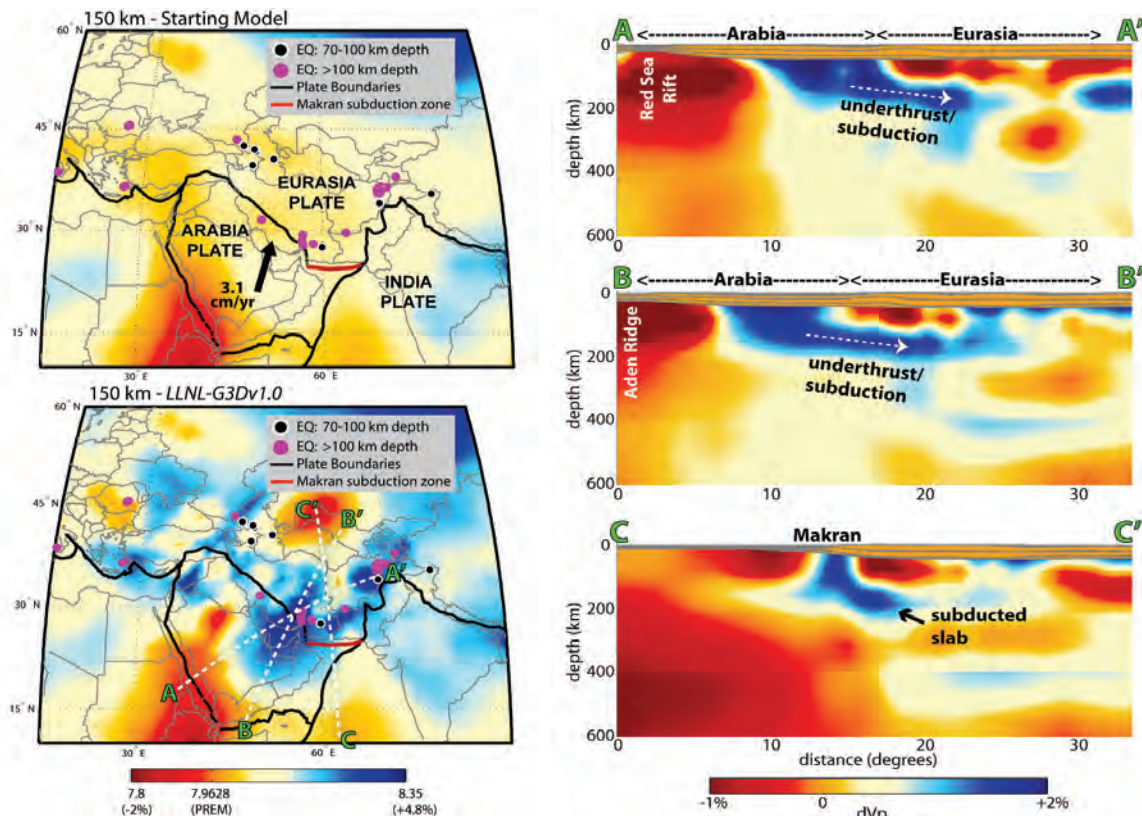 150 km - Starting Model
60° N
EQ: 70-100 km depth
EQ: >100 km depth
Plate Boundaries
Makran subduction zone
45° N
EURASIA
PLATE
30° N
ARABIA
PLATE
INDIA
PLATE
3.1
cm/yr
15° N
30° E
60° E
150 km - LLNL-G3Dv1.0
60° N
EQ: 70-100 km depth
EQ: >100 km depth
Plate Boundaries
Makran subduction zone
45° N
C'
B'
A'
30° N
A
15° N
B
C
30° E
60° E
7.8
(-2%)
7.9628
(PREM)
8.35
(+4.8%)
A <----------------Arabia----------------><----------------Eurasia----------------> A'
0
200
400
600
depth (km)
Red Sea
Rift
underthrust/
subduction
0
10
20
30
B <----------------Arabia----------------><----------------Eurasia----------------> B'
0
200
400
600
depth (km)
Aden Ridge
underthrust/
subduction
0
10
20
30
C Makran C'
0
200
400
600
depth (km)
subducted
slab
0
10
20
30
distance (degrees)
-1%
0
+2%
dVp